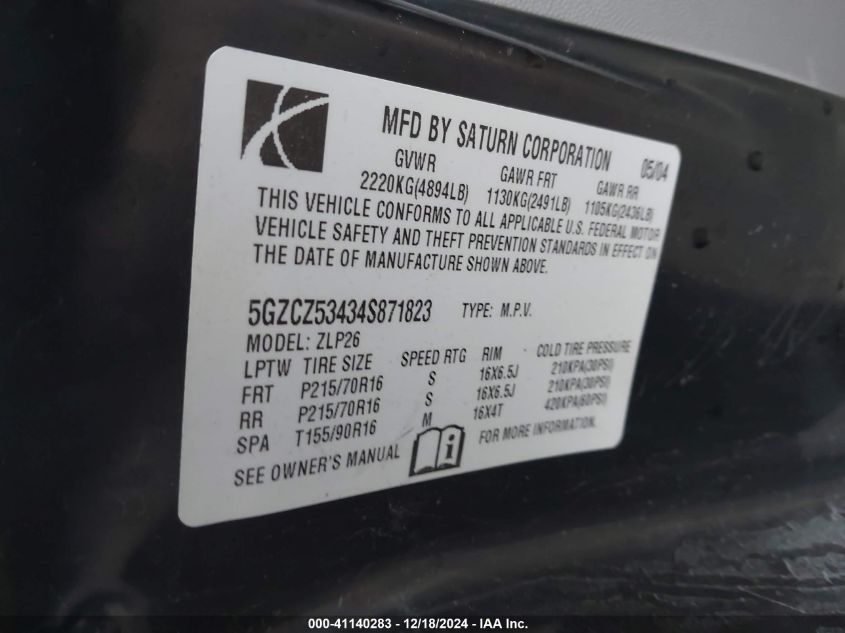 MFD BY SATURN CORPORATION 05/04
GVWR GAWR FRT GAWR RR
2220KG(4894LB) 1130KG(2491LB) 1105KG(2436LB)
THIS VEHICLE CONFORMS TO ALL APPLICABLE U.S. FEDERAL MOTOR
VEHICLE SAFETY AND THEFT PREVENTION STANDARDS IN EFFECT ON
THE DATE OF MANUFACTURE SHOWN ABOVE.
5GZCZ53434S871823 TYPE: M.P.V.
MODEL: ZLP26
LPTW TIRE SIZE SPEED RTG RIM COLD TIRE PRESSURE
FRT P215/70R16 S 16X6.5J 210KPA(30PSI)
RR P215/70R16 S 16X6.5J 210KPA(30PSI)
SPA T155/90R16 M 16X4T 420KPA(60PSI)
SEE OWNER'S MANUAL i FOR MORE INFORMATION.
000-41140283 - 12/18/2024 - IAA Inc.